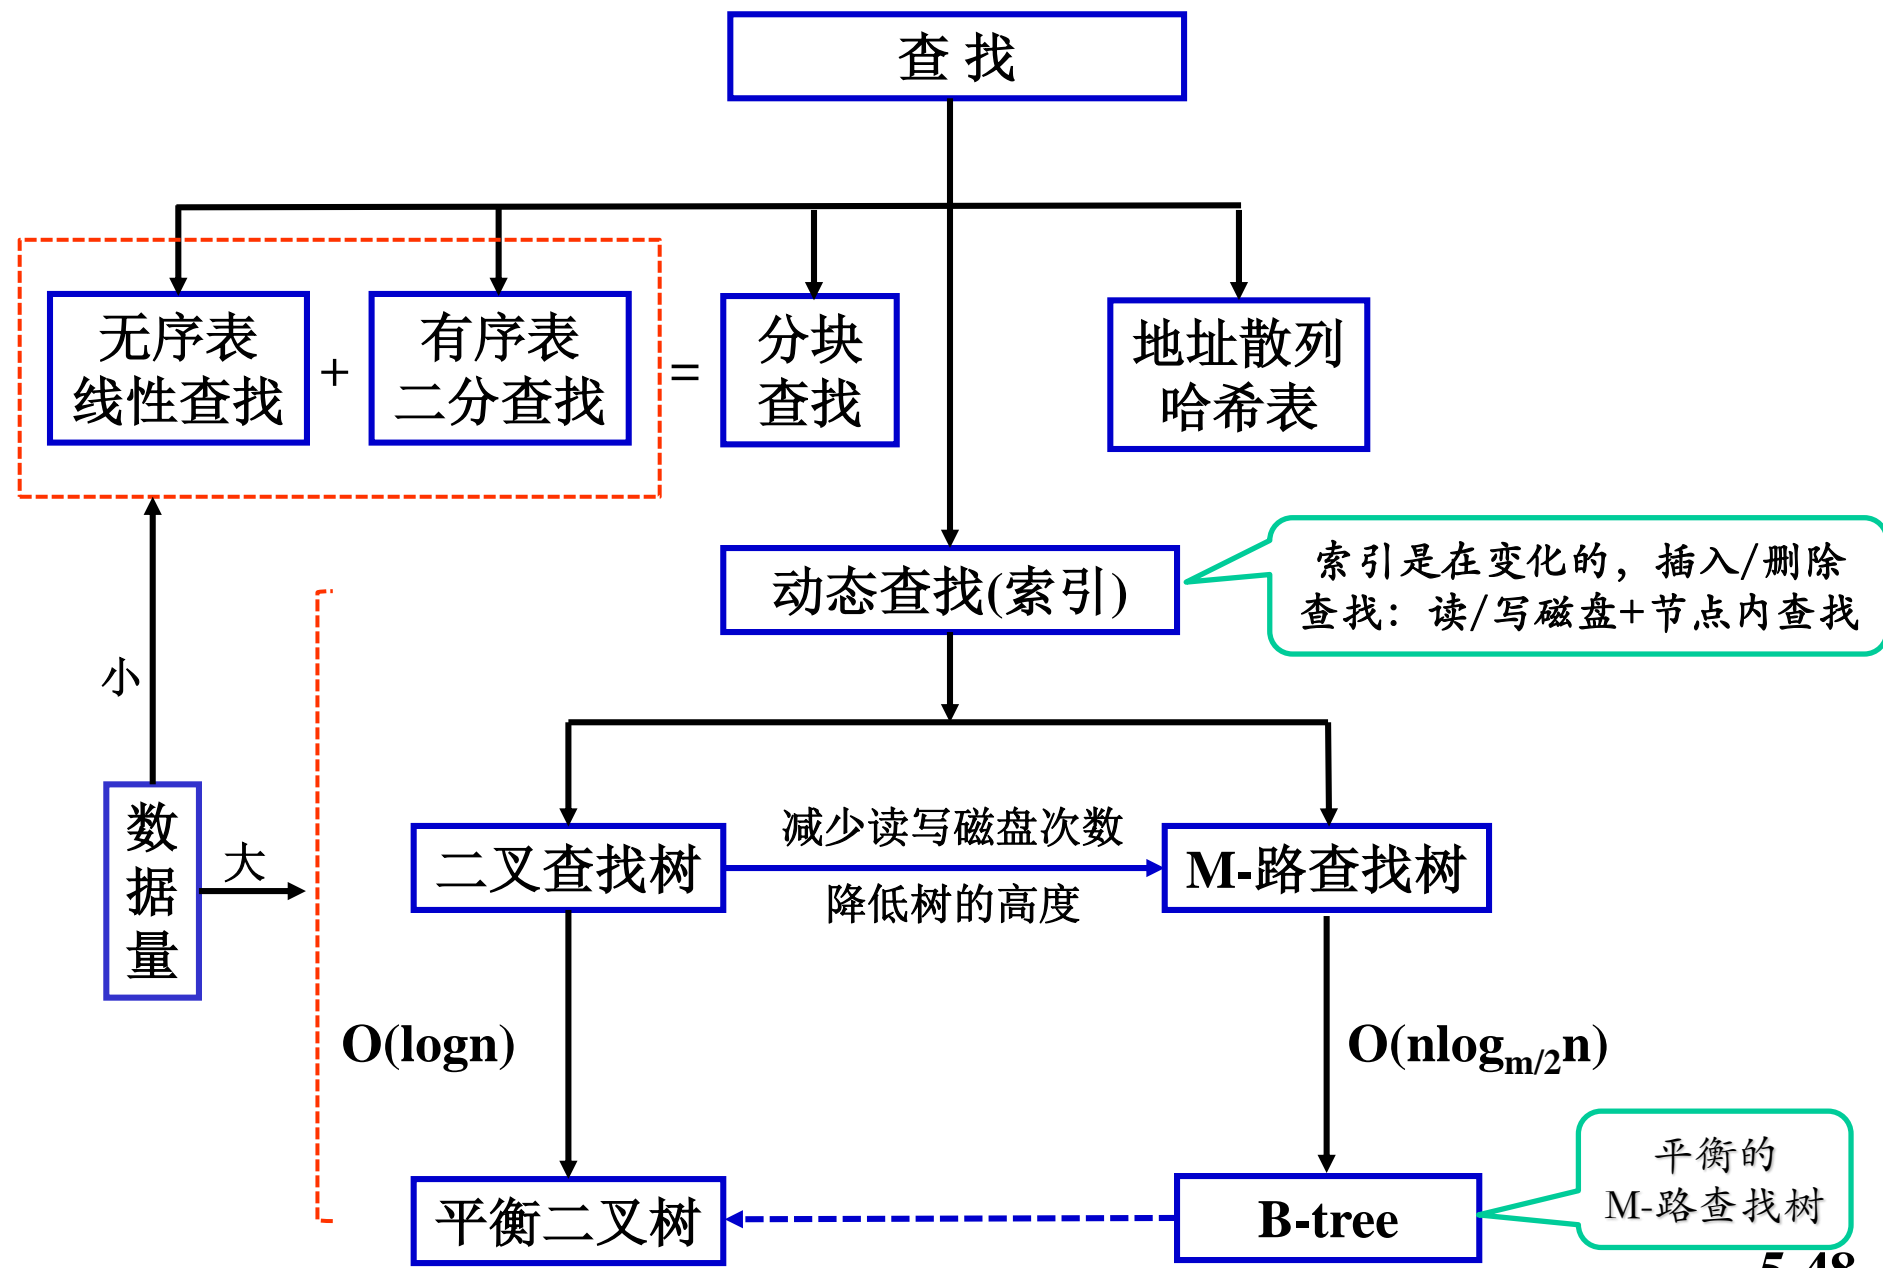 查 找
无序表
线性查找
+
有序表
二分查找
=
分块
查找
地址散列
哈希表
动态查找(索引)
索引是在变化的，插入/删除
查找：读/写磁盘+节点内查找
小
数
据
量
大
二叉查找树
减少读写磁盘次数
降低树的高度
M-路查找树
O(logn)
O(nlogm/2n)
平衡二叉树
B-tree
平衡的
M-路查找树
5-48